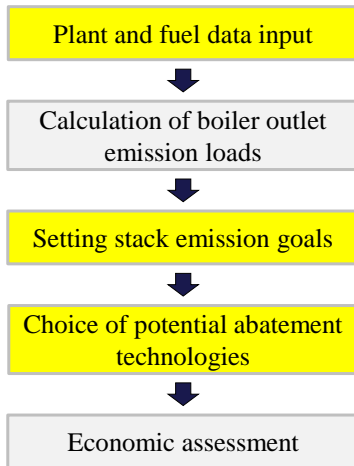 Plant and fuel data input
Calculation of boiler outlet
emission loads
Setting stack emission goals
Choice of potential abatement
technologies
Economic assessment